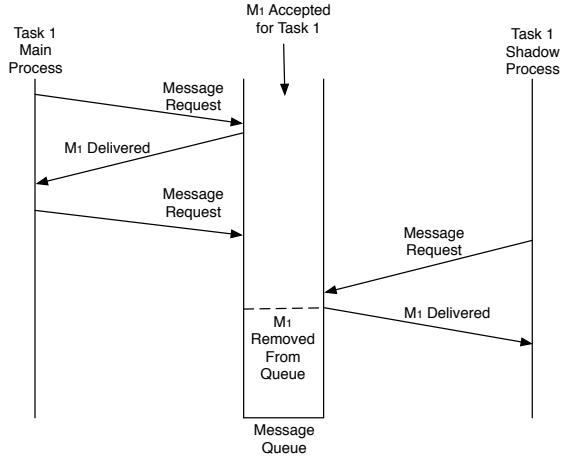 M1 Accepted
for Task 1
Task 1
Main
Process
Task 1
Shadow
Process
Message
Request
M1 Delivered
Message
Request
Message
Request
M1 Delivered
M1
Removed
From
Queue
Message
Queue